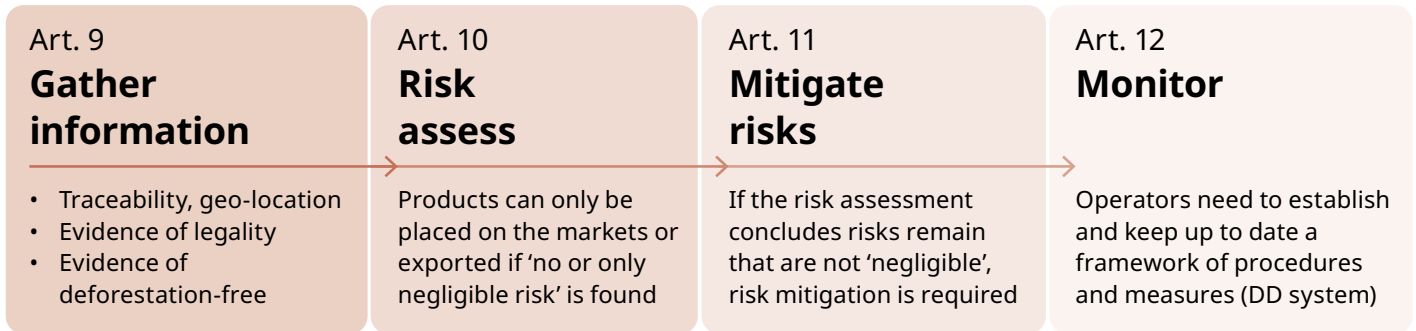 Art. 9
Gather
information
• Traceability, geo-location
• Evidence of legality
• Evidence of
deforestation-free
Art. 10
Risk
assess
Products can only be
placed on the markets or
exported if ‘no or only
negligible risk’ is found
Art. 11
Mitigate
risks
If the risk assessment
concludes risks remain
that are not ‘negligible’,
risk mitigation is required
Art. 12
Monitor
Operators need to establish
and keep up to date a
framework of procedures
and measures (DD system)